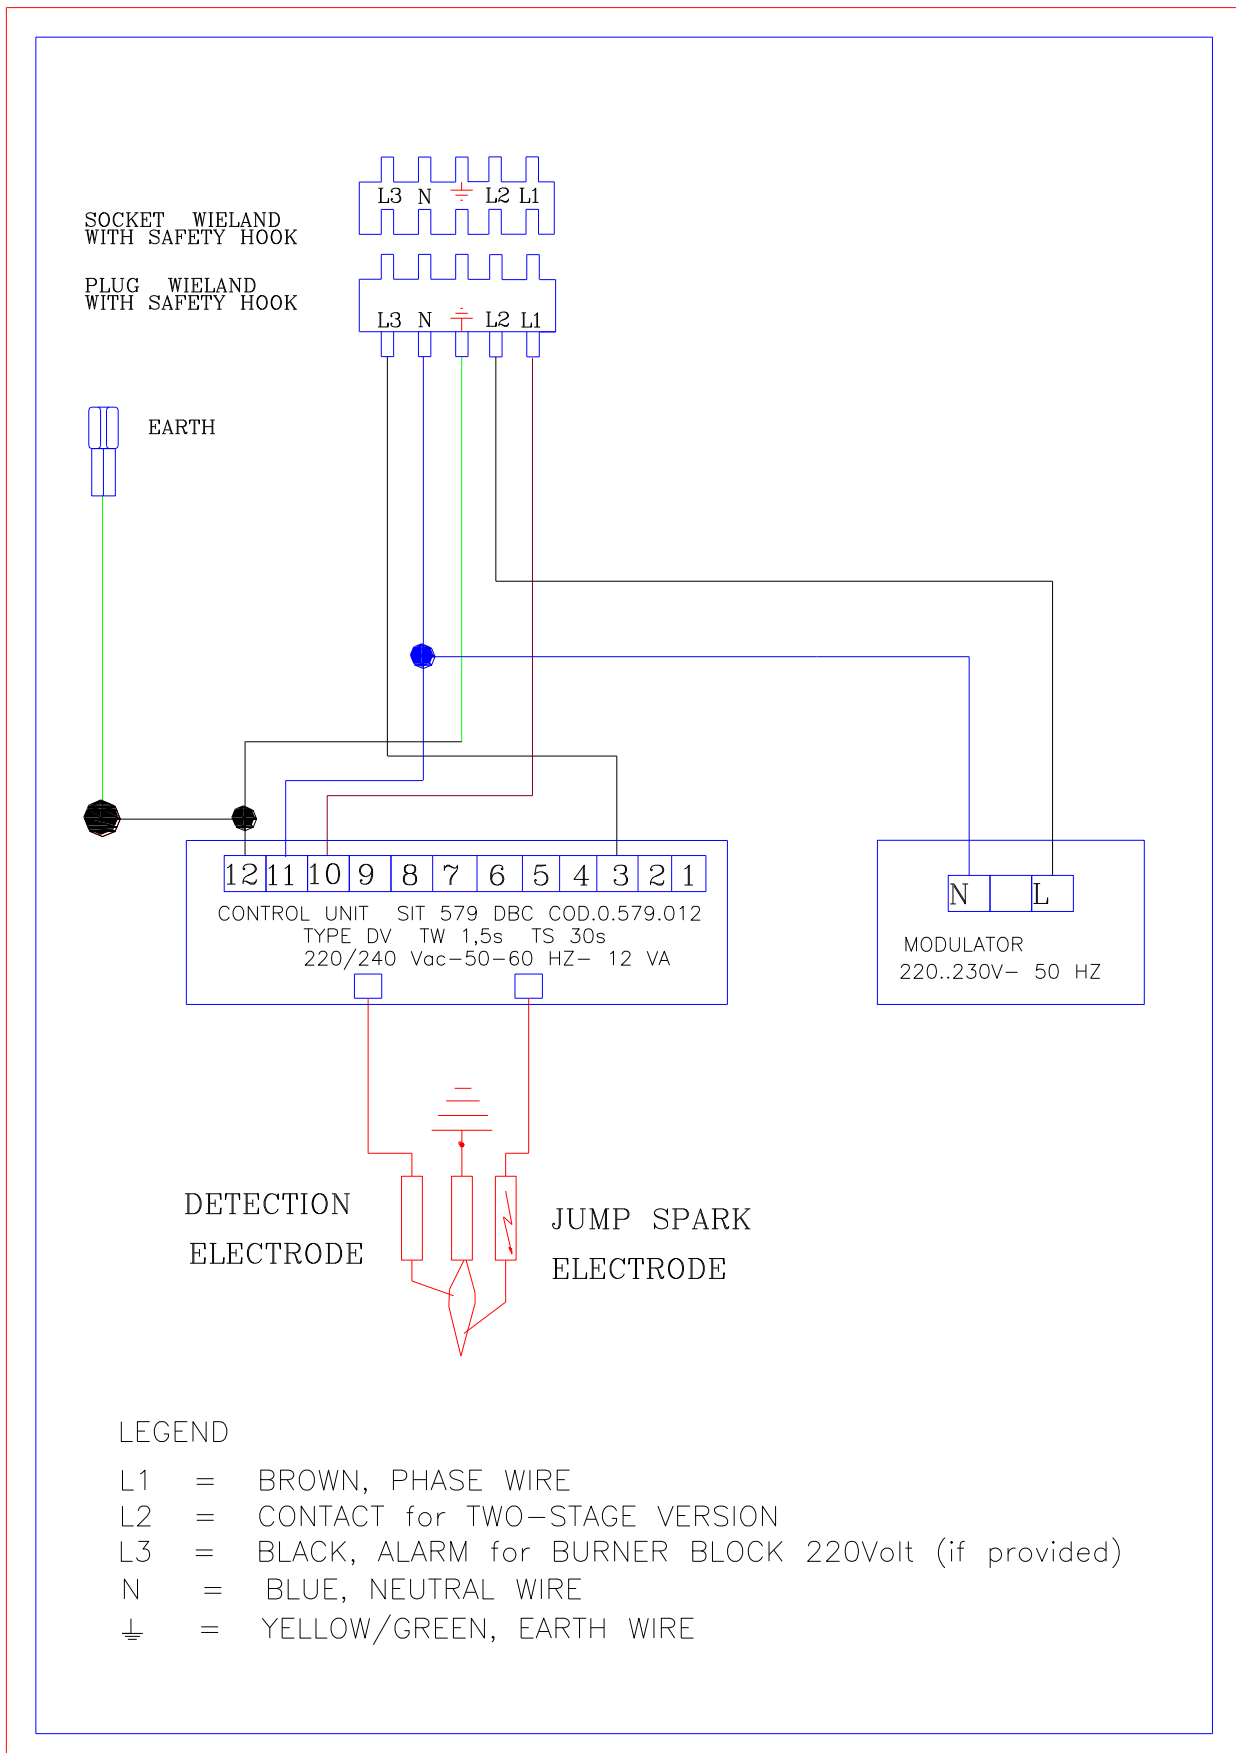 L3 N L2 L1
SOCKET WIELAND
WITH SAFETY HOOK
PLUG WIELAND
WITH SAFETY HOOK
L3 N L2 L1
EARTH
12 11 10 9 8 7 6 5 4 3 2 1
CONTROL UNIT SIT 579 DBC COD.0.579.012
TYPE DV TW 1,5s TS 30s
220/240 Vac-50-60 HZ- 12 VA
N L
MODULATOR
220..230V- 50 HZ
DETECTION
ELECTRODE
JUMP SPARK
ELECTRODE
LEGEND
L1 = BROWN, PHASE WIRE
L2 = CONTACT for TWO-STAGE VERSION
L3 = BLACK, ALARM for BURNER BLOCK 220Volt (if provided)
N = BLUE, NEUTRAL WIRE
⏚ = YELLOW/GREEN, EARTH WIRE